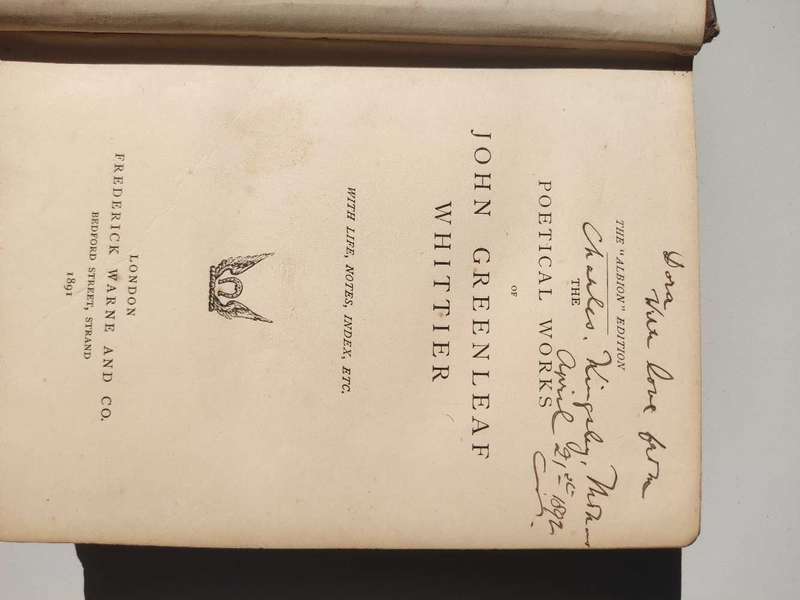 Dora
With love from
THE "ALBION" EDITION
Charles, Kingsley, Thomas
THE
April 21st 1892
POETICAL WORKS
OF
JOHN GREENLEAF
WHITTIER
WITH LIFE, NOTES, INDEX, ETC.
LONDON
FREDERICK WARNE AND CO.
BEDFORD STREET, STRAND
1891